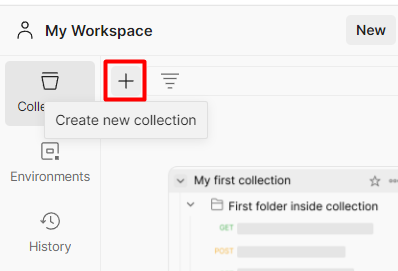 My Workspace
New
Colle
Create new collection
Environments
My first collection
First folder inside collection
GET
POST
History